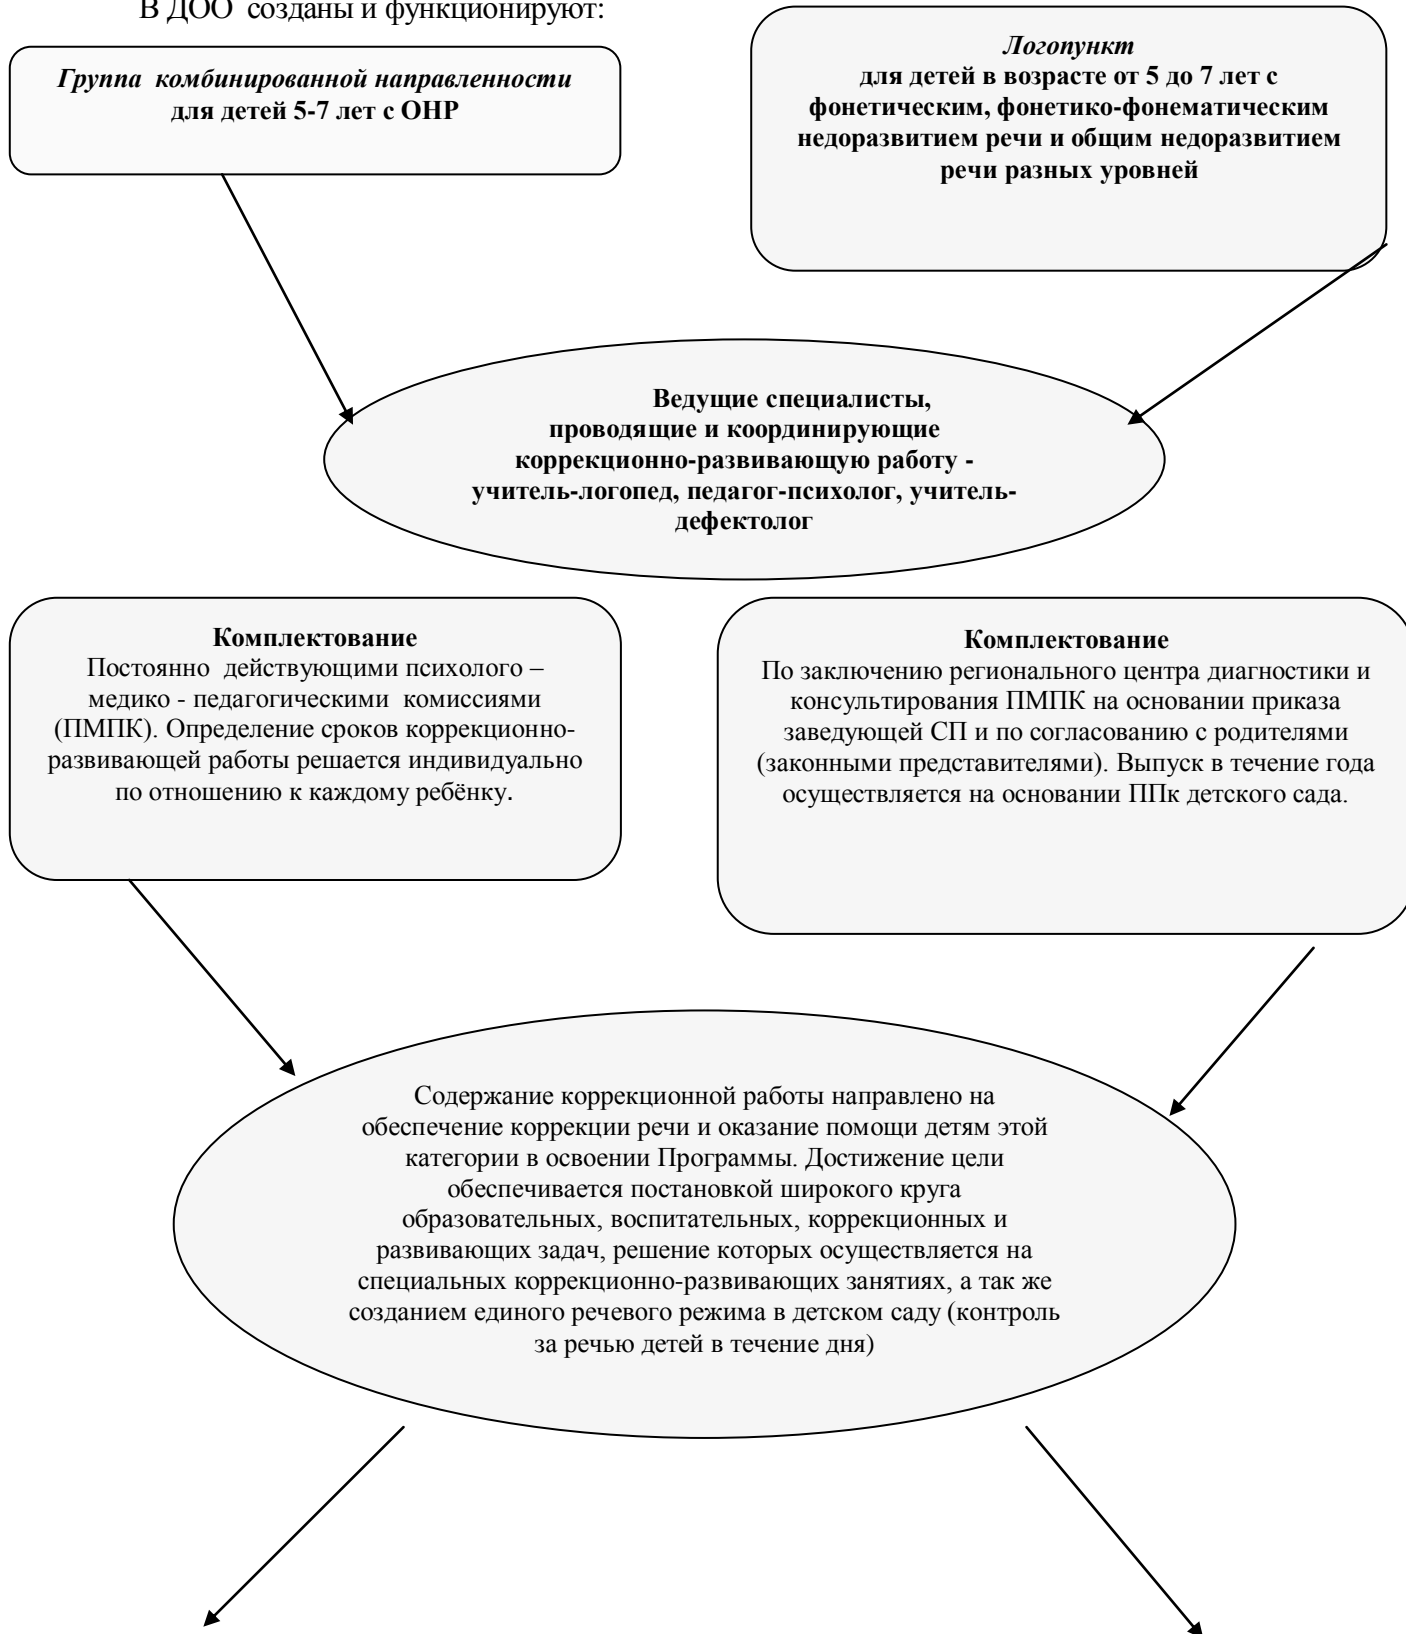 В ДОО созданы и функционируют:
Группа комбинированной направленности
для детей 5-7 лет с ОНР
Логопункт
для детей в возрасте от 5 до 7 лет с
фонетическим, фонетико-фонематическим
недоразвитием речи и общим недоразвитием
речи разных уровней
Ведущие специалисты,
проводящие и координирующие
коррекционно-развивающую работу -
учитель-логопед, педагог-психолог, учитель-
дефектолог
Комплектование
Постоянно действующими психолого –
медико - педагогическими комиссиями
(ПМПК). Определение сроков коррекционно-
развивающей работы решается индивидуально
по отношению к каждому ребёнку.
Комплектование
По заключению регионального центра диагностики и
консультирования ПМПК на основании приказа
заведующей СП и по согласованию с родителями
(законными представителями). Выпуск в течение года
осуществляется на основании ППк детского сада.
Содержание коррекционной работы направлено на
обеспечение коррекции речи и оказание помощи детям этой
категории в освоении Программы. Достижение цели
обеспечивается постановкой широкого круга
образовательных, воспитательных, коррекционных и
развивающих задач, решение которых осуществляется на
специальных коррекционно-развивающих занятиях, а так же
созданием единого речевого режима в детском саду (контроль
за речью детей в течение дня)